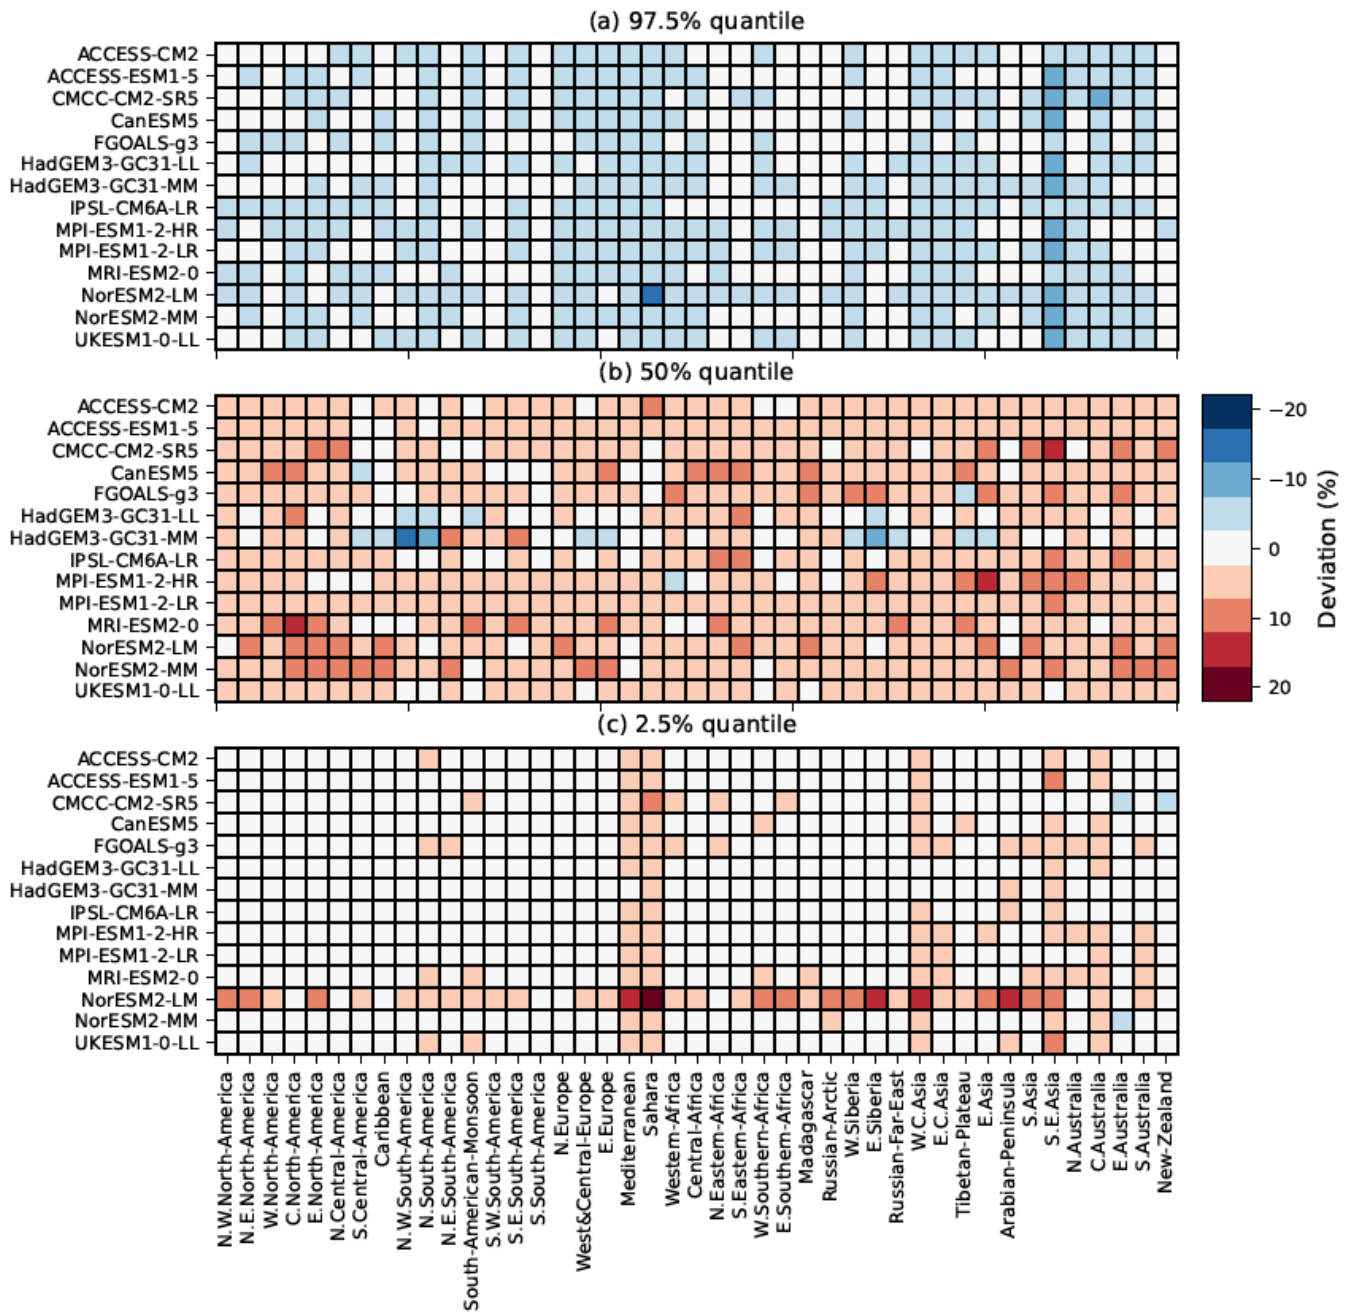 (a) 97.5% quantile
ACCESS-CM2
ACCESS-ESM1-5
CMCC-CM2-SR5
CanESM5
FGOALS-g3
HadGEM3-GC31-LL
HadGEM3-GC31-MM
IPSL-CM6A-LR
MPI-ESM1-2-HR
MPI-ESM1-2-LR
MRI-ESM2-0
NorESM2-LM
NorESM2-MM
UKESM1-0-LL
(b) 50% quantile
ACCESS-CM2
ACCESS-ESM1-5
CMCC-CM2-SR5
CanESM5
FGOALS-g3
HadGEM3-GC31-LL
HadGEM3-GC31-MM
IPSL-CM6A-LR
MPI-ESM1-2-HR
MPI-ESM1-2-LR
MRI-ESM2-0
NorESM2-LM
NorESM2-MM
UKESM1-0-LL
−20
−10
0
10
20
Deviation (%)
(c) 2.5% quantile
ACCESS-CM2
ACCESS-ESM1-5
CMCC-CM2-SR5
CanESM5
FGOALS-g3
HadGEM3-GC31-LL
HadGEM3-GC31-MM
IPSL-CM6A-LR
MPI-ESM1-2-HR
MPI-ESM1-2-LR
MRI-ESM2-0
NorESM2-LM
NorESM2-MM
UKESM1-0-LL
N.W.North-America
N.E.North-America
W.North-America
C.North-America
E.North-America
N.Central-America
S.Central-America
Caribbean
N.W.South-America
N.South-America
N.E.South-America
South-American-Monsoon
S.W.South-America
S.E.South-America
S.South-America
N.Europe
West&Central-Europe
E.Europe
Mediterranean
Sahara
Western-Africa
Central-Africa
N.Eastern-Africa
S.Eastern-Africa
W.Southern-Africa
E.Southern-Africa
Madagascar
Russian-Arctic
W.Siberia
E.Siberia
Russian-Far-East
W.C.Asia
E.C.Asia
Tibetan-Plateau
E.Asia
Arabian-Peninsula
S.Asia
S.E.Asia
N.Australia
C.Australia
E.Australia
S.Australia
New-Zealand